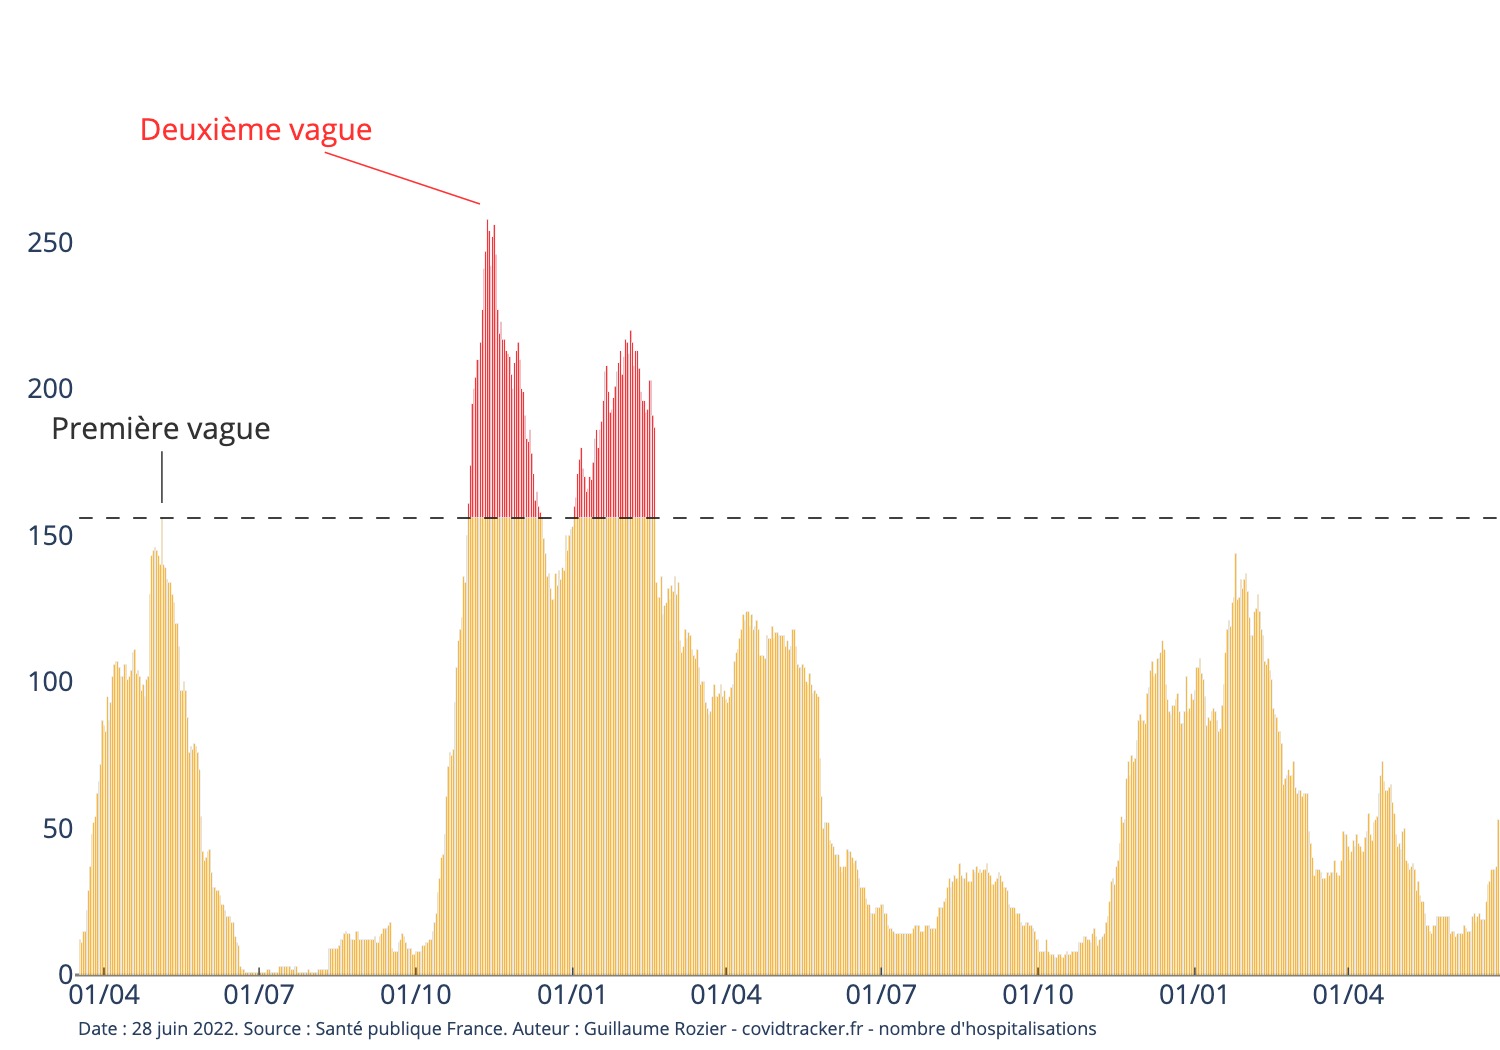 Deuxième vague
250
200
Première vague
150
100
50
0
01/04 01/07 01/10 01/01 01/04 01/07 01/10 01/01 01/04
Date : 28 juin 2022. Source : Santé publique France. Auteur : Guillaume Rozier - covidtracker.fr - nombre d'hospitalisations